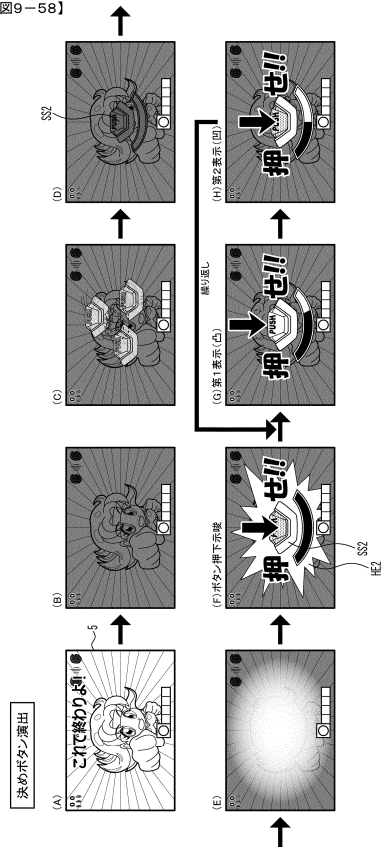 図9-58】
決めボタン演出
(A)
これで終わりよ!
5
(B)
(C)
(D)
SS2
(E)
(F)ボタン押下示唆
押せ!!
SS2
HE2
(G)第1表示(凸)
PUSH
押せ!!
(H)第2表示(凹)
PUSH
押せ!!
繰り返し